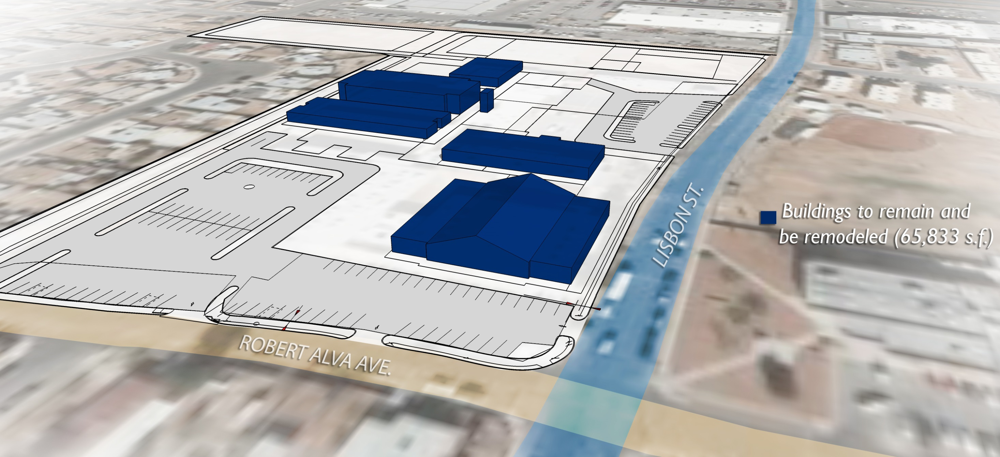 LISBON ST.
Buildings to remain and
be remodeled (65,833 s.f.)
ROBERT ALVA AVE.